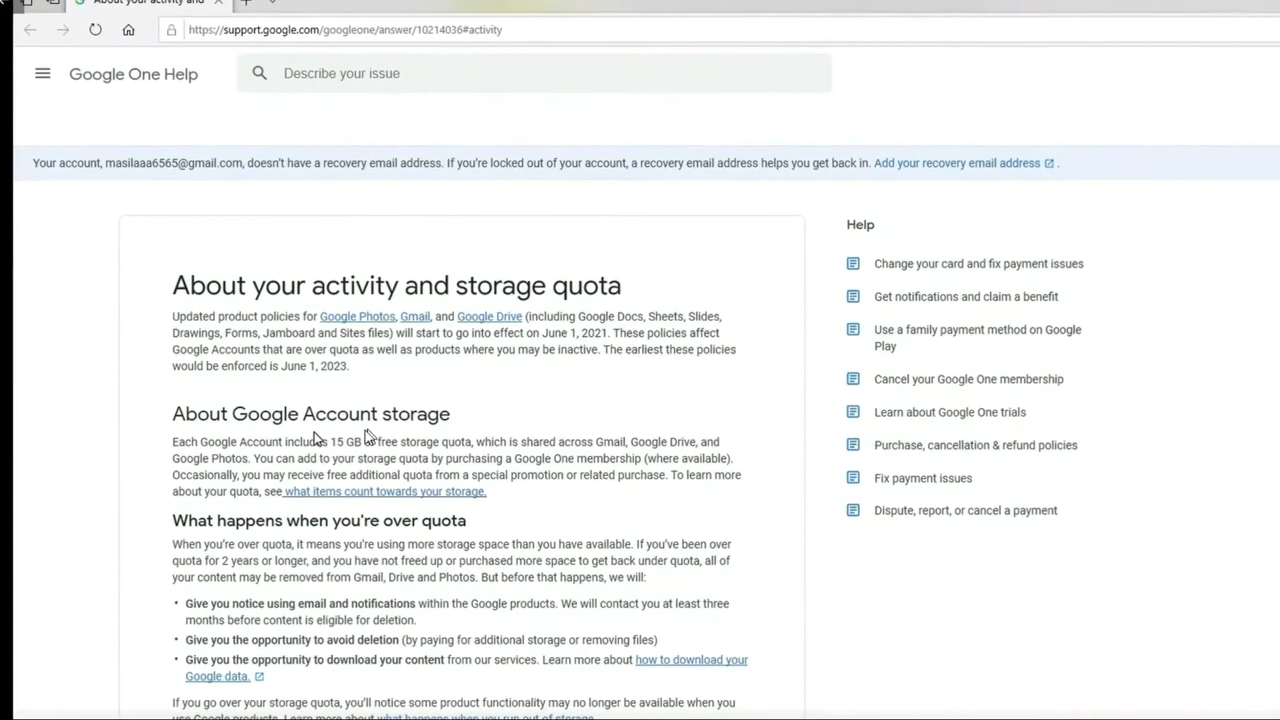 About your activity and
https://support.google.com/googleone/answer/10214036#activity
Google One Help
Describe your issue
Your account, masilaaa6565@gmail.com, doesn't have a recovery email address. If you're locked out of your account, a recovery email address helps you get back in. Add your recovery email address .
About your activity and storage quota
Updated product policies for Google Photos, Gmail, and Google Drive (including Google Docs, Sheets, Slides,
Drawings, Forms, Jamboard and Sites files) will start to go into effect on June 1, 2021. These policies affect
Google Accounts that are over quota as well as products where you may be inactive. The earliest these policies
would be enforced is June 1, 2023.
About Google Account storage
Each Google Account includes 15 GB free storage quota, which is shared across Gmail, Google Drive, and
Google Photos. You can add to your storage quota by purchasing a Google One membership (where available).
Occasionally, you may receive free additional quota from a special promotion or related purchase. To learn more
about your quota, see what items count towards your storage.
What happens when you're over quota
When you're over quota, it means you're using more storage space than you have available. If you've been over
quota for 2 years or longer, and you have not freed up or purchased more space to get back under quota, all of
your content may be removed from Gmail, Drive and Photos. But before that happens, we will:
• Give you notice using email and notifications within the Google products. We will contact you at least three
months before content is eligible for deletion.
• Give you the opportunity to avoid deletion (by paying for additional storage or removing files)
• Give you the opportunity to download your content from our services. Learn more about how to download your
Google data.
If you go over your storage quota, you'll notice some product functionality may no longer be available when you
use Google products. Learn more about what happens when you run out of storage.
Help
Change your card and fix payment issues
Get notifications and claim a benefit
Use a family payment method on Google
Play
Cancel your Google One membership
Learn about Google One trials
Purchase, cancellation & refund policies
Fix payment issues
Dispute, report, or cancel a payment